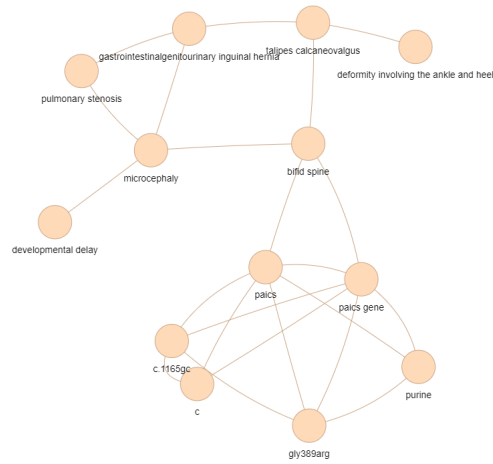 talipes calcaneovalgus
gastrointestinalgenitourinary inguinal hernia
deformity involving the ankle and heel
pulmonary stenosis
bifid spine
microcephaly
developmental delay
paics
paics gene
c.1165gc
purine
c
gly389arg